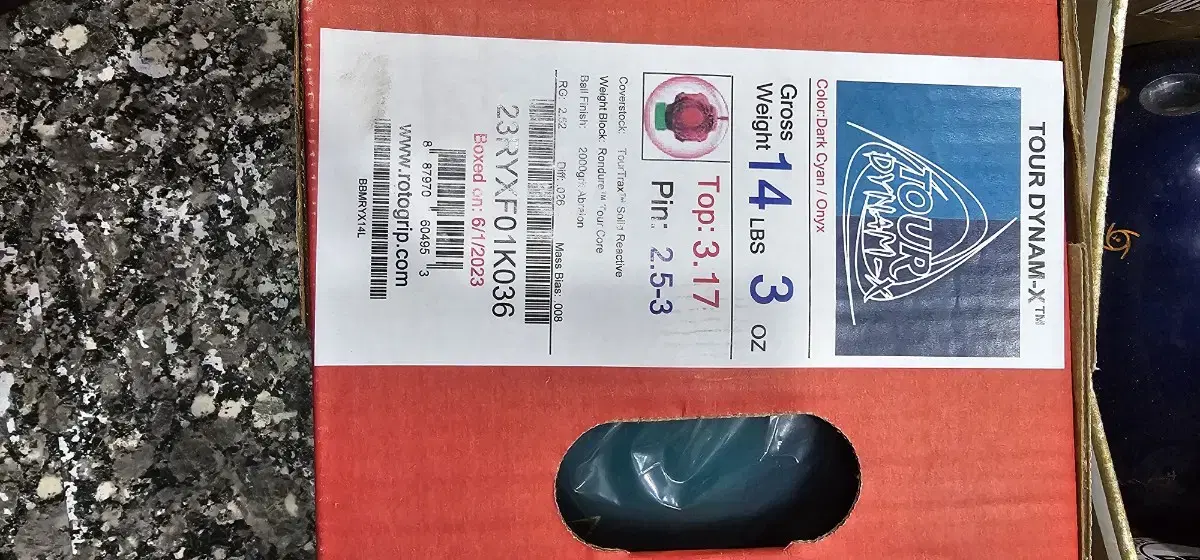 TOUR DYNAM-X™
TOUR
DYNAM-X
Color:Dark Cyan / Onyx
Gross
Weight 14 LBS 3 OZ
Top: 3.17
Pin: 2.5-3
Coverstock: TourTrax™ Solid Reactive
Weight Block: Rondure™ Tour Core
Ball Finish: 2000grit Abralon
RG: 2.52 Diff: .026 Mass Bias: .008
23RYXF01K036
Boxed on: 6/1/2023
8 87970 60495 3
www.rotogrip.com
BBMRYX14L